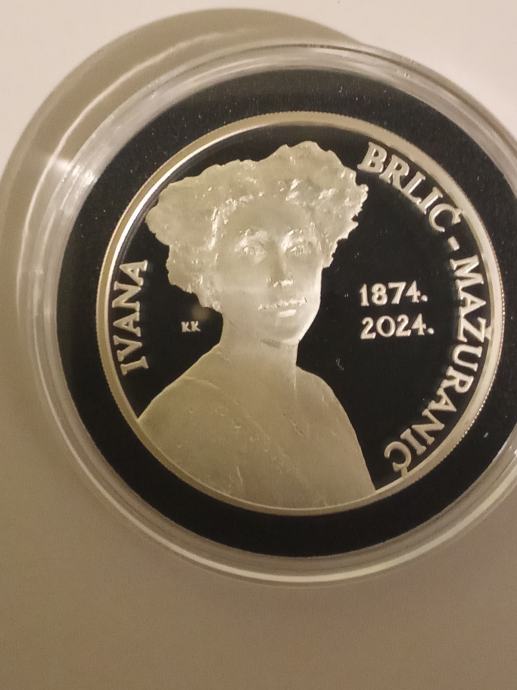 IVANA
BRLIĆ - MAŽURANIĆ
KK
1874.
2024.